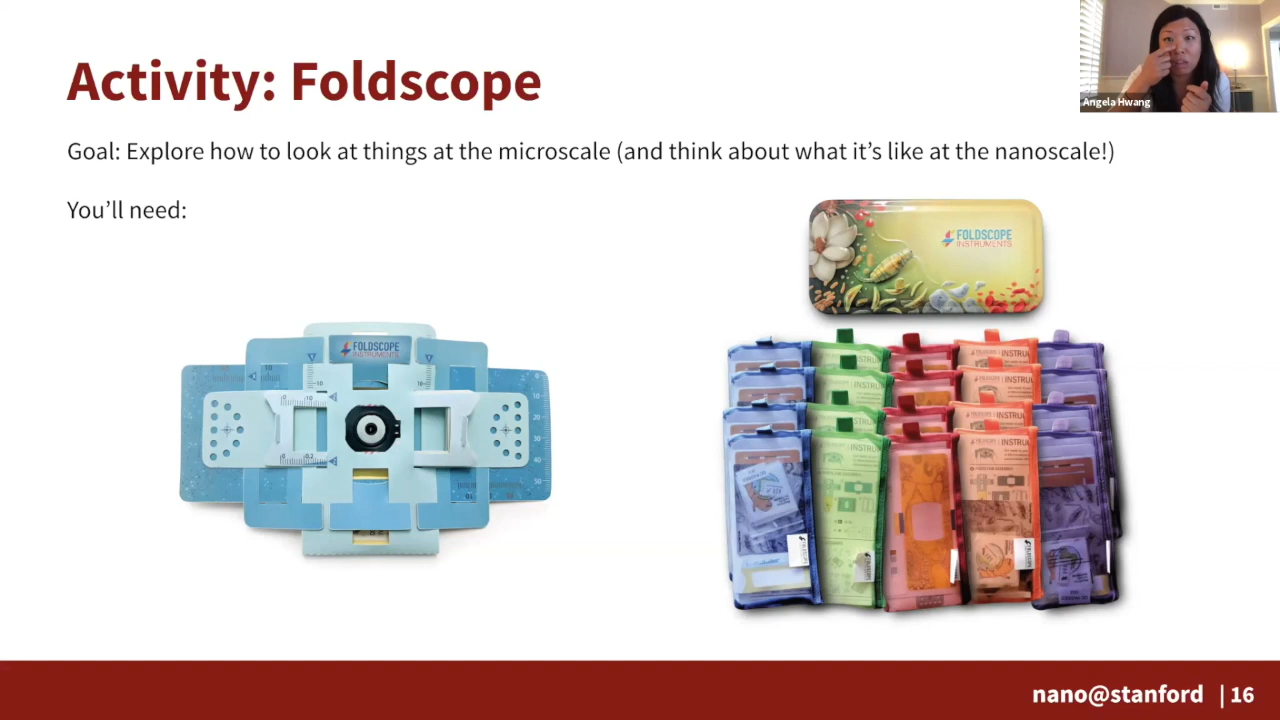 Activity: Foldscope
Angela Hwang
Goal: Explore how to look at things at the microscale (and think about what it's like at the nanoscale!)
You'll need:
FOLDSCOPE
INSTRUMENTS
FOLDSCOPE
INSTRUMENTS
nano@stanford | 16